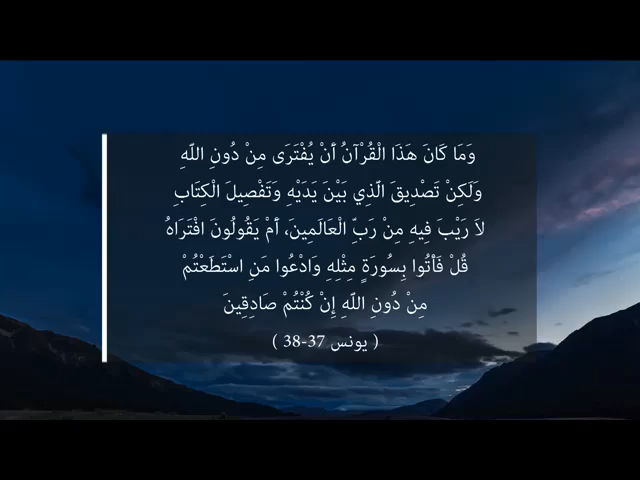 وَمَا كَانَ هَذَا الْقُرْآنُ أَنْ يُفْتَرَى مِنْ دُونِ اللَّهِ
وَلَكِنْ تَصْدِيقَ الَّذِي بَيْنَ يَدَيْهِ وَتَفْصِيلَ الْكِتَابِ
لاَ رَيْبَ فِيهِ مِنْ رَبِّ الْعَالَمِينَ، أَمْ يَقُولُونَ افْتَرَاهُ
قُلْ فَأْتُوا بِسُورَةٍ مِثْلِهِ وَادْعُوا مَنِ اسْتَطَعْتُمْ
مِنْ دُونِ اللَّهِ إِنْ كُنْتُمْ صَادِقِينَ
( يونس 37-38 )